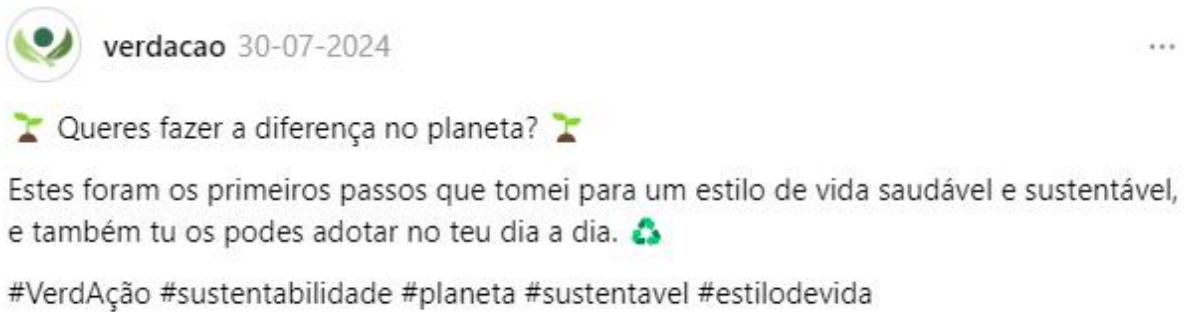 verdacao 30-07-2024
🌱 Queres fazer a diferença no planeta? 🌱
Estes foram os primeiros passos que tomei para um estilo de vida saudável e sustentável,
e também tu os podes adotar no teu dia a dia. ♻️
#VerdAção #sustentabilidade #planeta #sustentavel #estilodevida